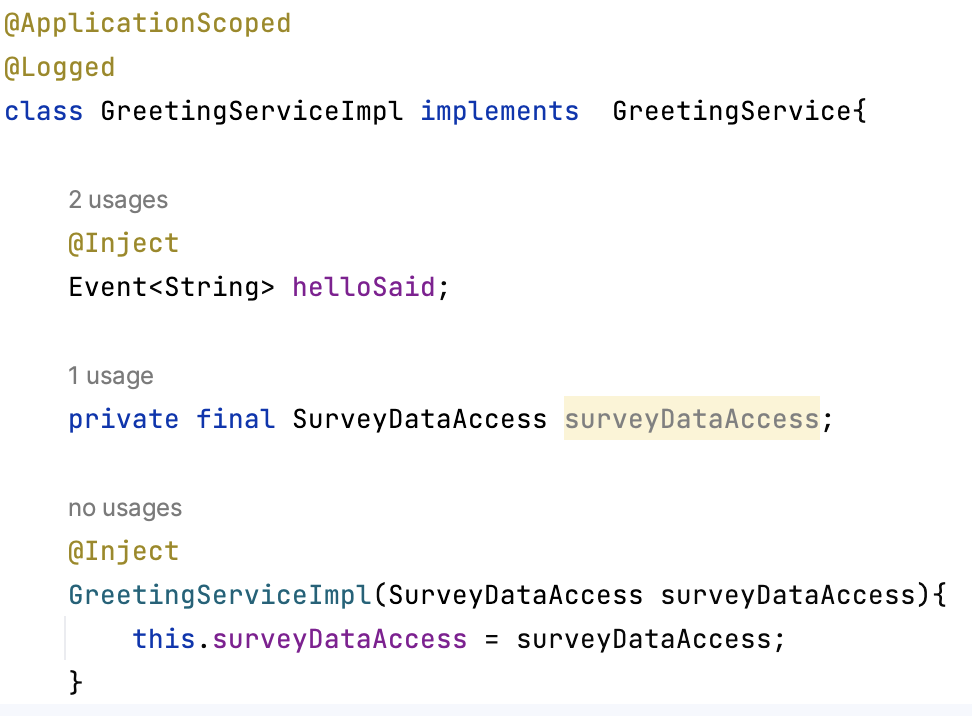 @ApplicationScoped
@Logged
class GreetingServiceImpl implements  GreetingService{
2 usages
@Inject
Event<String> helloSaid;
1 usage
private final SurveyDataAccess surveyDataAccess;
no usages
@Inject
GreetingServiceImpl(SurveyDataAccess surveyDataAccess){
this.surveyDataAccess = surveyDataAccess;
}